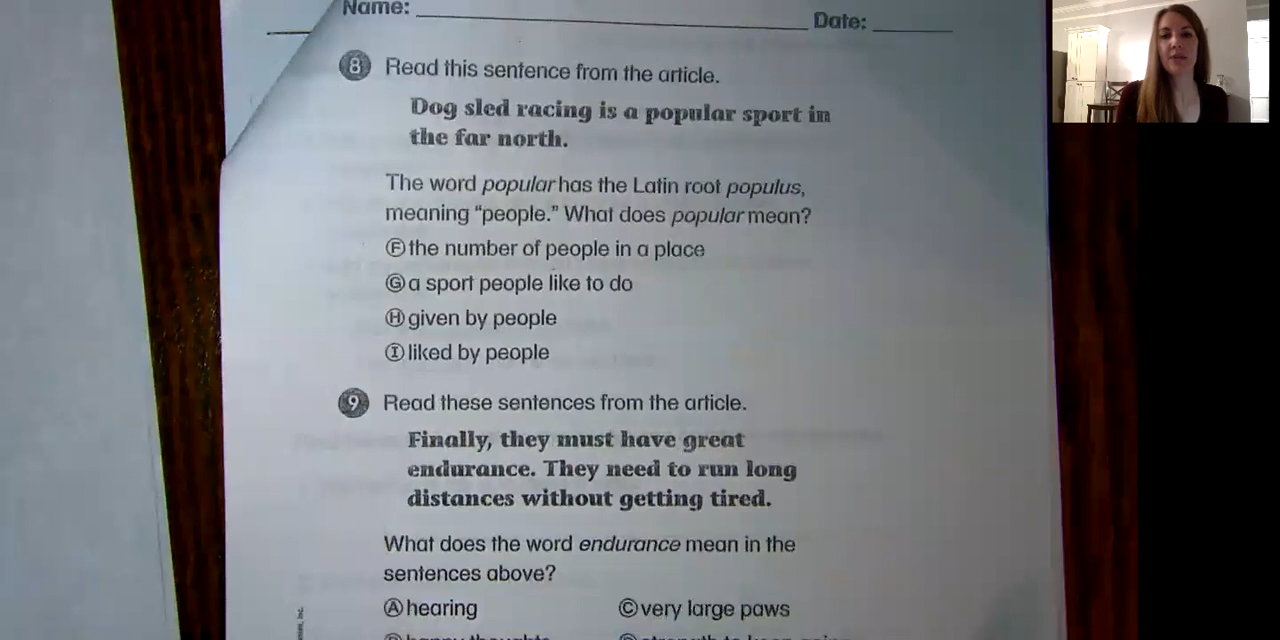 Name: Date:
8 Read this sentence from the article.
Dog sled racing is a popular sport in
the far north.
The word popular has the Latin root populus,
meaning “people.” What does popular mean?
F the number of people in a place
G a sport people like to do
H given by people
I liked by people
9 Read these sentences from the article.
Finally, they must have great
endurance. They need to run long
distances without getting tired.
What does the word endurance mean in the
sentences above?
A hearing C very large paws